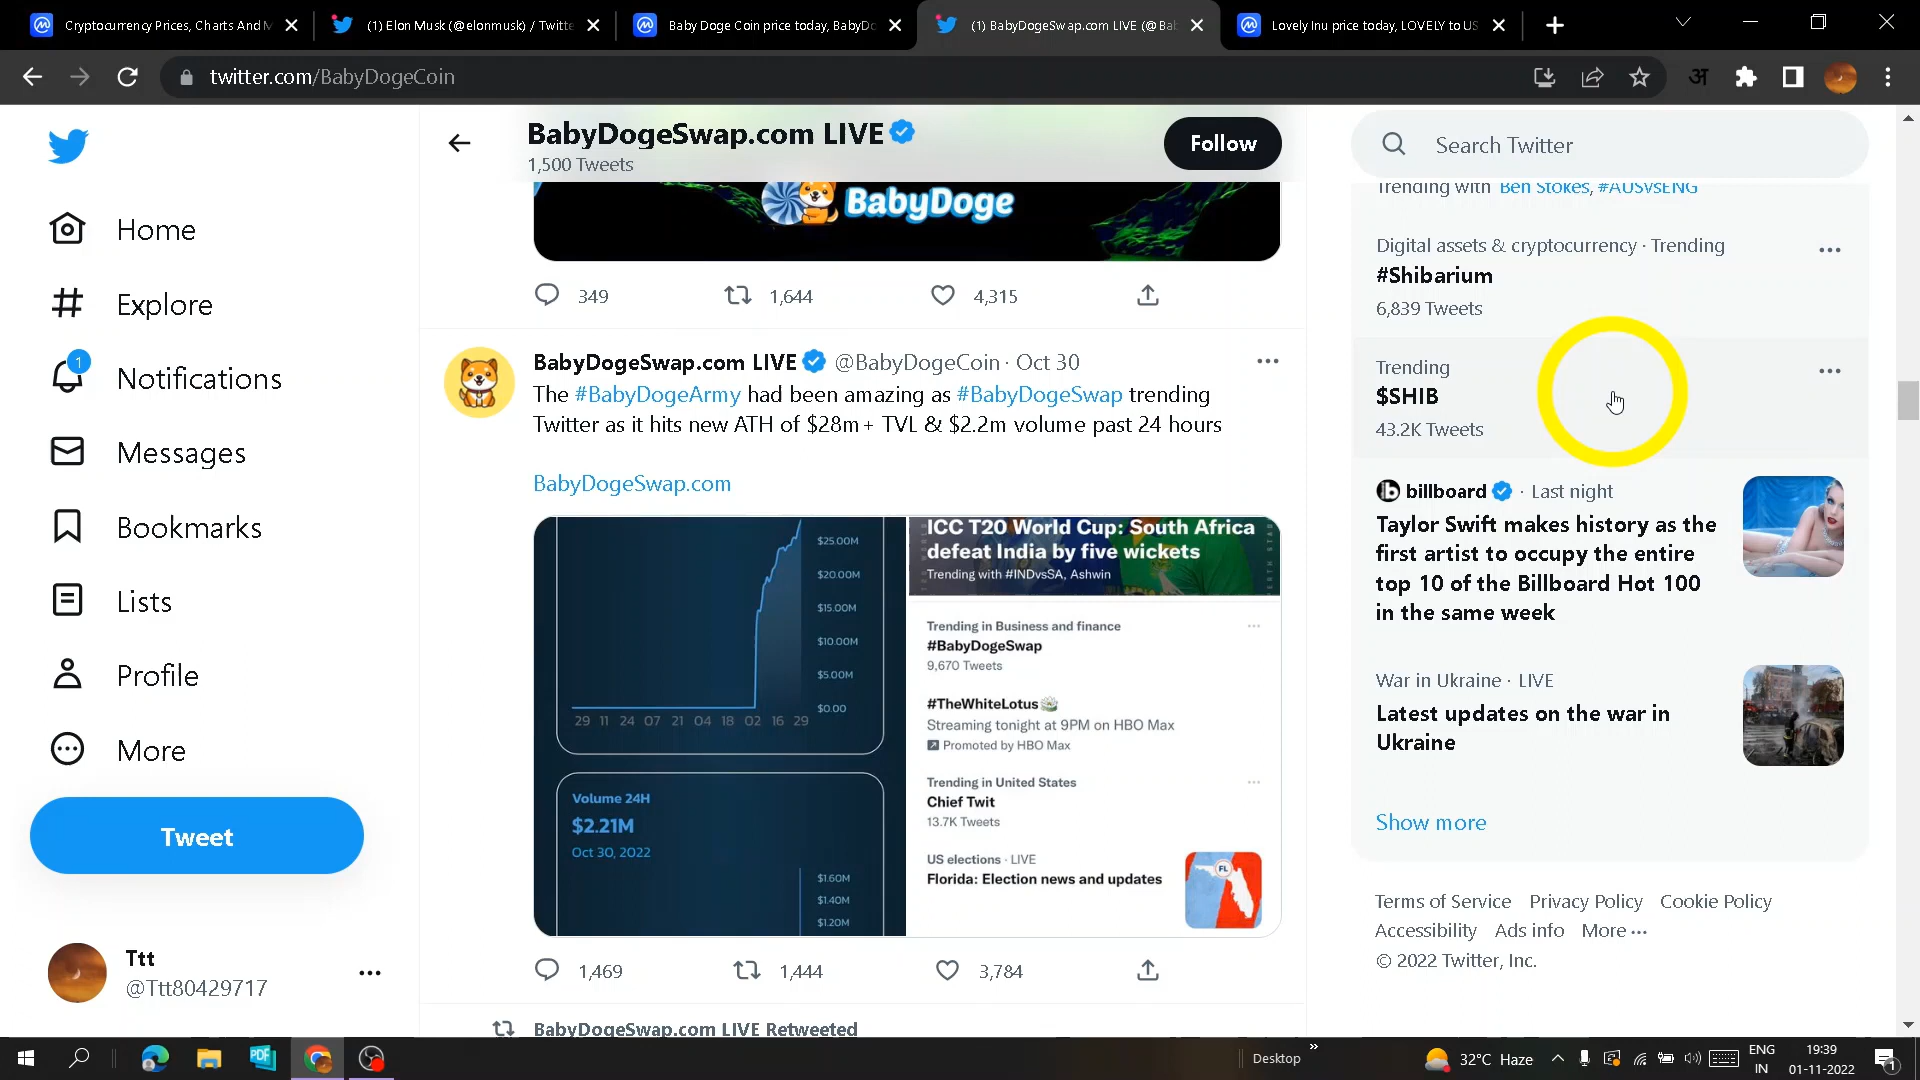 Cryptocurrency Prices, Charts And M
(1) Elon Musk (@elonmusk) / Twitte
Baby Doge Coin price today, BabyDo
(1) BabyDogeSwap.com LIVE (@Bab
Lovely Inu price today, LOVELY to US
twitter.com/BabyDogeCoin
अ
BabyDogeSwap.com LIVE
1,500 Tweets
Follow
Search Twitter
Home
Explore
1
Notifications
Messages
Bookmarks
Lists
Profile
More
Tweet
Ttt
@Ttt80429717
BabyDoge
349
1,644
4,315
BabyDogeSwap.com LIVE @BabyDogeCoin · Oct 30
The #BabyDogeArmy had been amazing as #BabyDogeSwap trending
Twitter as it hits new ATH of $28m+ TVL & $2.2m volume past 24 hours
BabyDogeSwap.com
$25.00M
$20.00M
$15.00M
$10.00M
$5.00M
$0.00
29 11 24 07 21 04 18 02 16 29
Volume 24H
$2.21M
Oct 30, 2022
$1.60M
$1.40M
$1.20M
ICC T20 World Cup: South Africa
defeat India by five wickets
Trending with #INDvsSA, Ashwin
Trending in Business and finance
#BabyDogeSwap
9,670 Tweets
#TheWhiteLotus
Streaming tonight at 9PM on HBO Max
Promoted by HBO Max
Trending in United States
Chief Twit
13.7K Tweets
US elections · LIVE
Florida: Election news and updates
FL
1,469
1,444
3,784
BabyDogeSwap.com LIVE Retweeted
Trending with Ben Stokes, #AUSvsENG
Digital assets & cryptocurrency · Trending
#Shibarium
6,839 Tweets
Trending
$SHIB
43.2K Tweets
billboard · Last night
Taylor Swift makes history as the
first artist to occupy the entire
top 10 of the Billboard Hot 100
in the same week
War in Ukraine · LIVE
Latest updates on the war in
Ukraine
Show more
Terms of Service Privacy Policy Cookie Policy
Accessibility Ads info More
© 2022 Twitter, Inc.
PDF
Desktop
32°C Haze
ENG
IN
19:39
01-11-2022
1